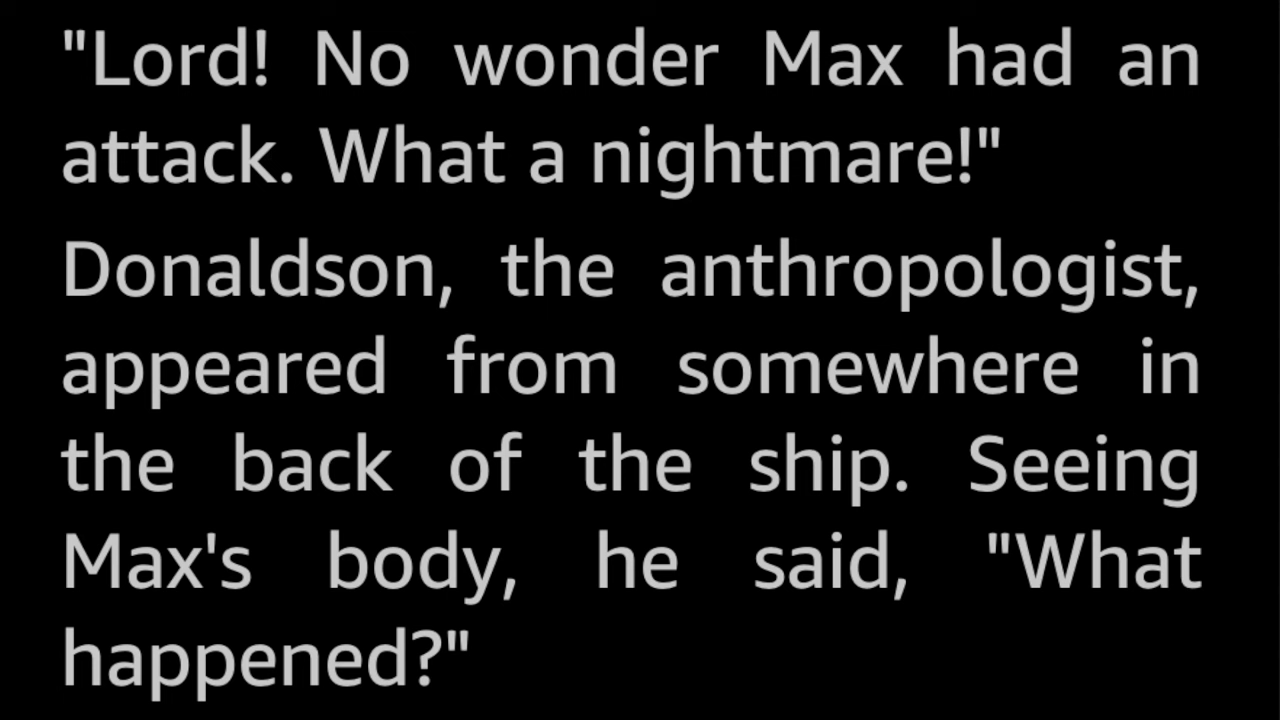 "Lord! No wonder Max had an
attack. What a nightmare!"
Donaldson, the anthropologist,
appeared from somewhere in
the back of the ship. Seeing
Max's body, he said, "What
happened?"